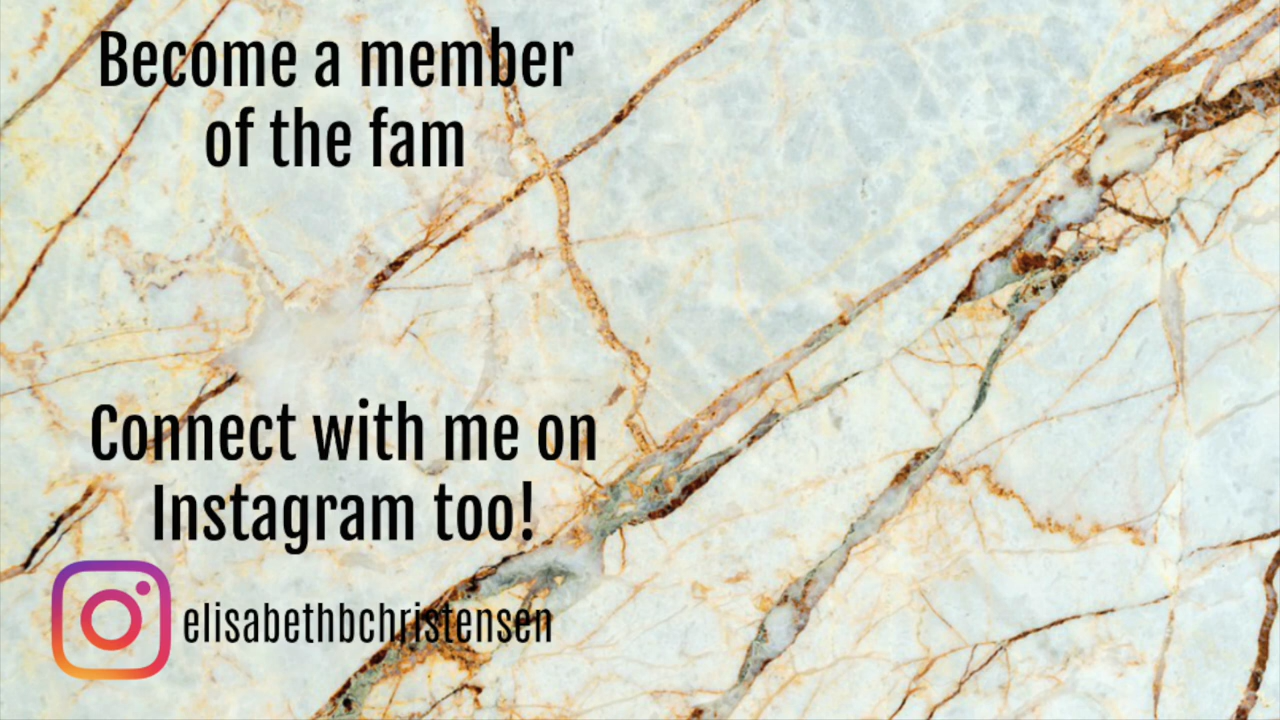 Become a member
of the fam
Connect with me on
Instagram too!
elisabethbchristensen